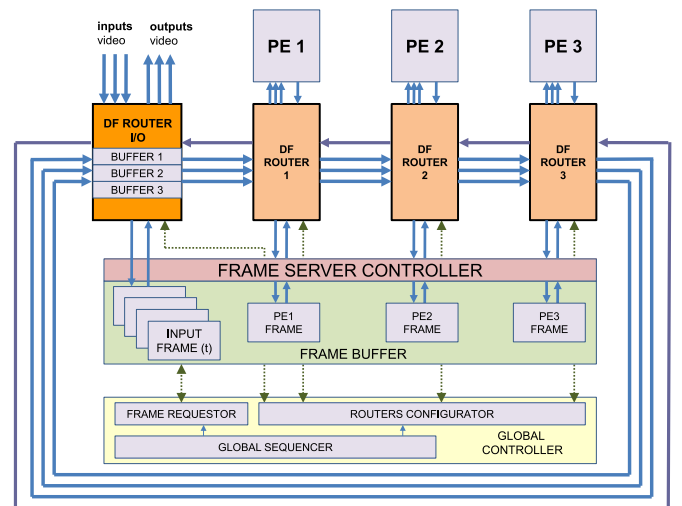 inputs
video
outputs
video
PE 1
PE 2
PE 3
DF ROUTER
I/O
BUFFER 1
BUFFER 2
BUFFER 3
DF
ROUTER
1
DF
ROUTER
2
DF
ROUTER
3
FRAME SERVER CONTROLLER
INPUT
FRAME (t)
PE1
FRAME
PE2
FRAME
PE3
FRAME
FRAME BUFFER
FRAME REQUESTOR
ROUTERS CONFIGURATOR
GLOBAL SEQUENCER
GLOBAL
CONTROLLER